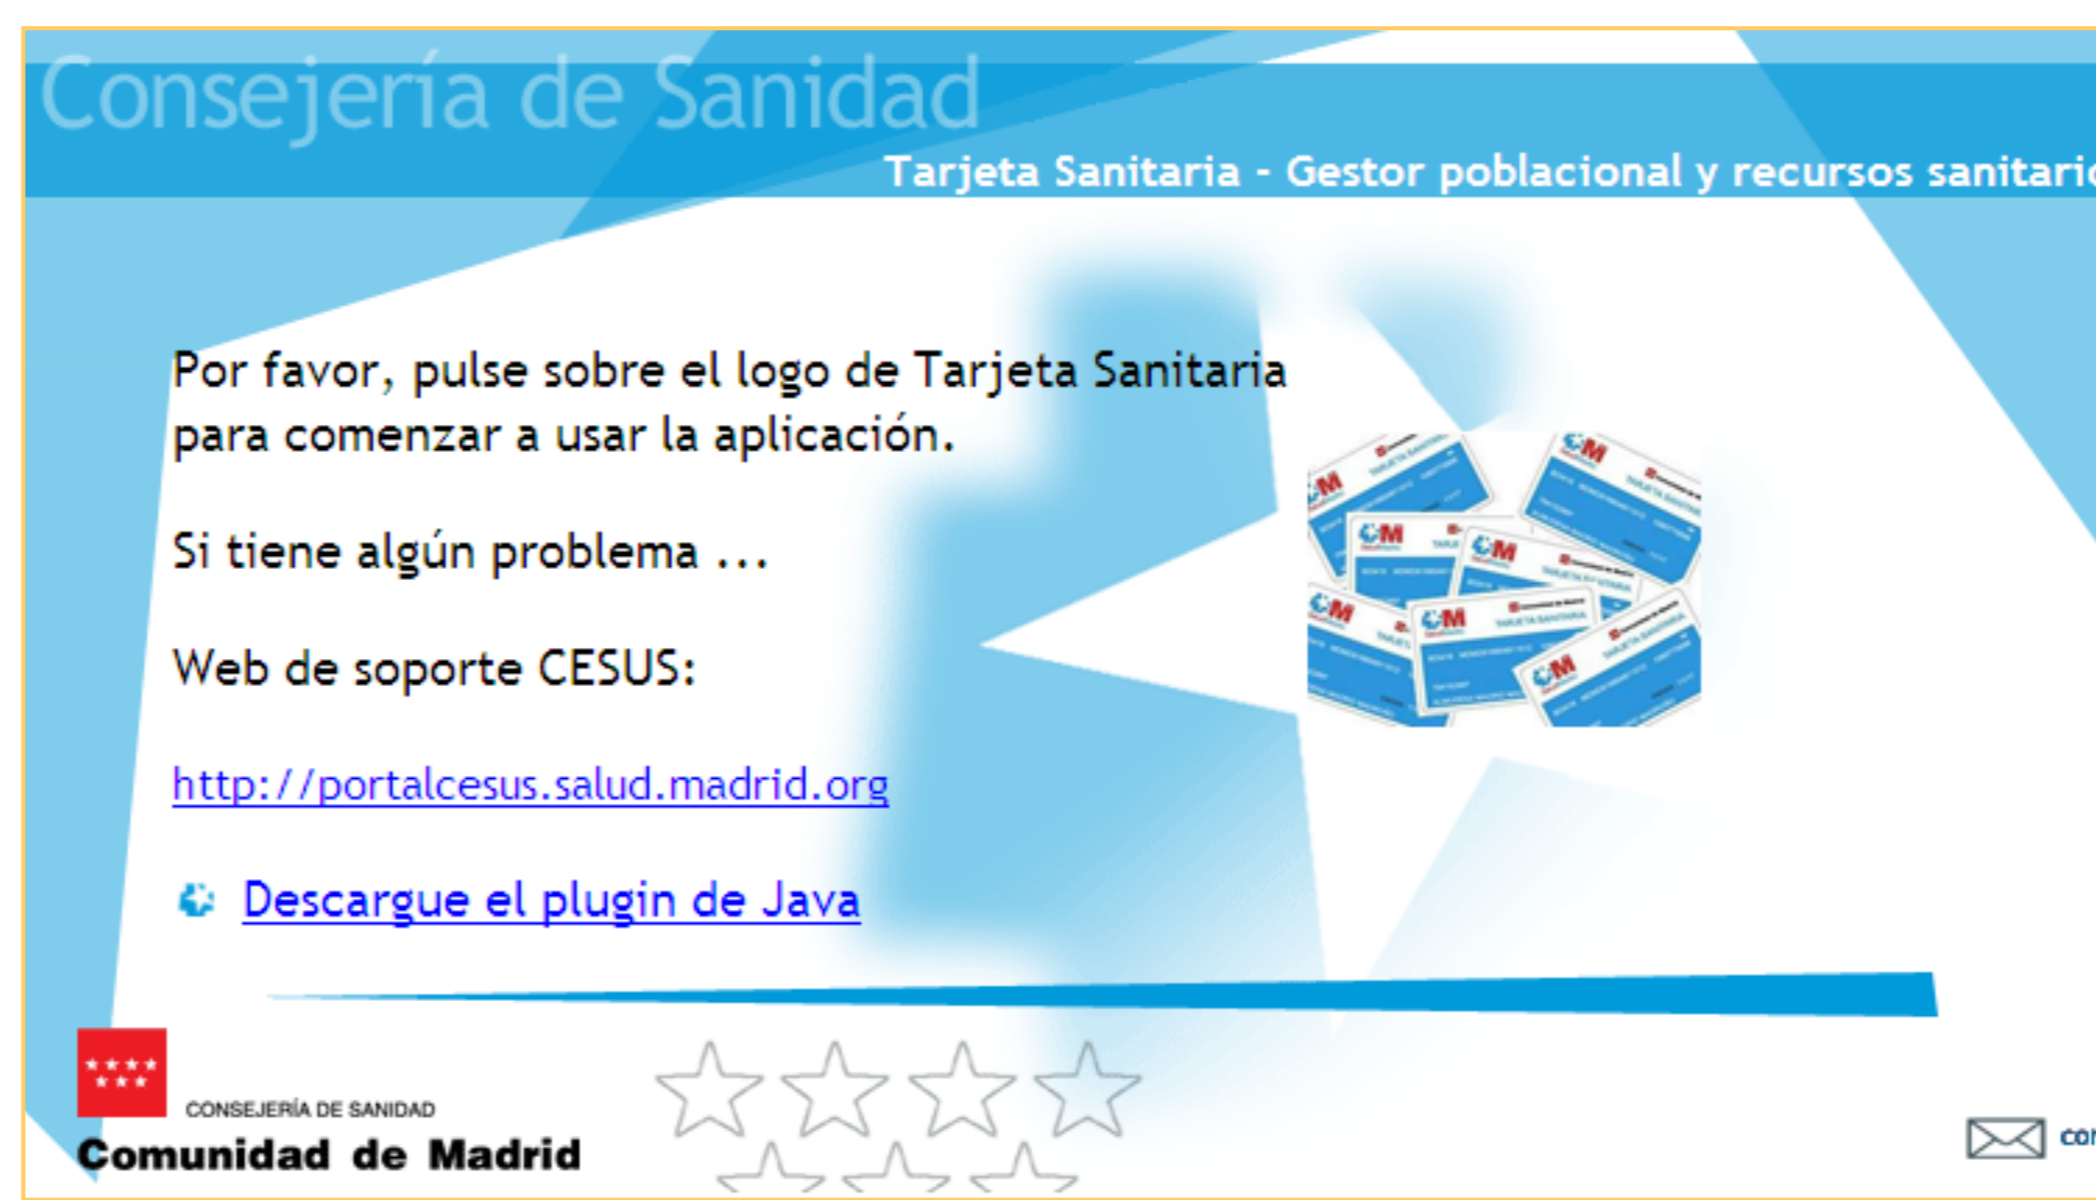 Consejería de Sanidad
Tarjeta Sanitaria - Gestor poblacional y recursos
Por favor, pulse sobre el logo de Tarjeta Sanitaria
para comenzar a usar la aplicación.
Si tiene algún problema ...
Web de soporte CESUS:
http://portalcesus.salud.madrid.org
Descargue el plugin de Java
CONSEJERÍA DE SANIDAD
Comunidad de Madrid